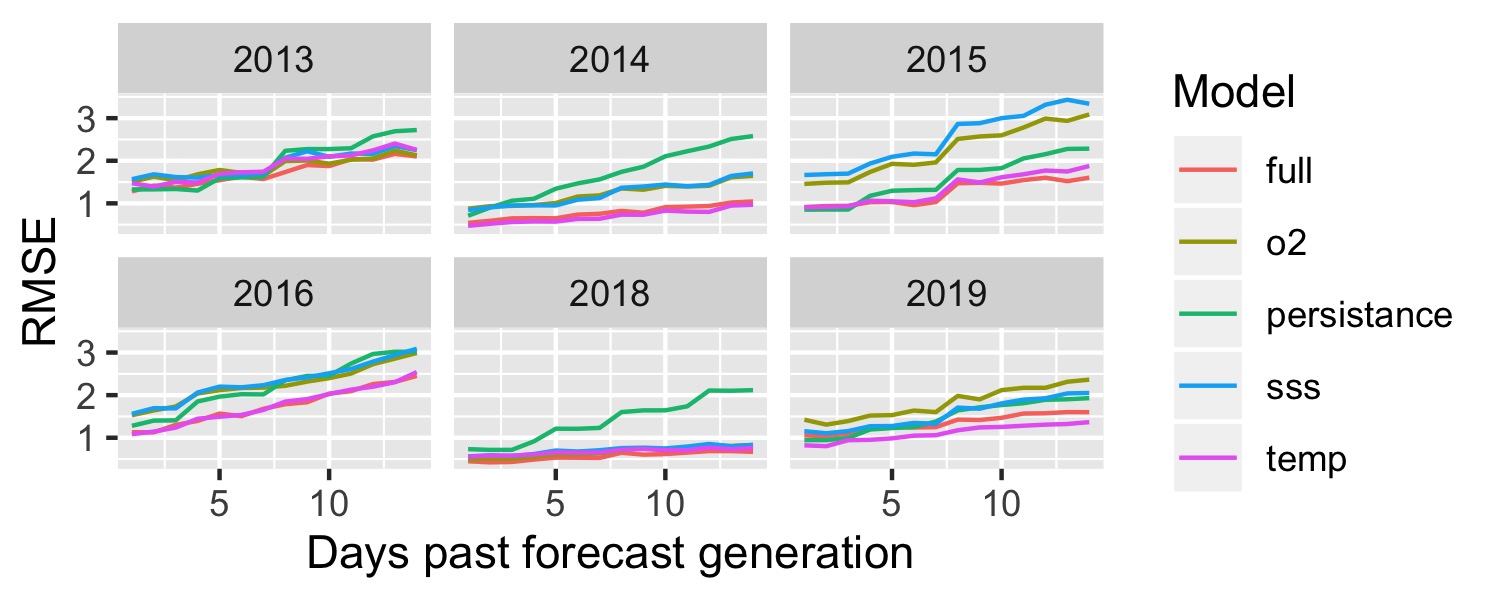 2013 2014 2015
3
2
1
2016 2018 2019
3
2
1
5 10 5 10 5 10
RMSE
Days past forecast generation
Model
full
o2
persistance
sss
temp